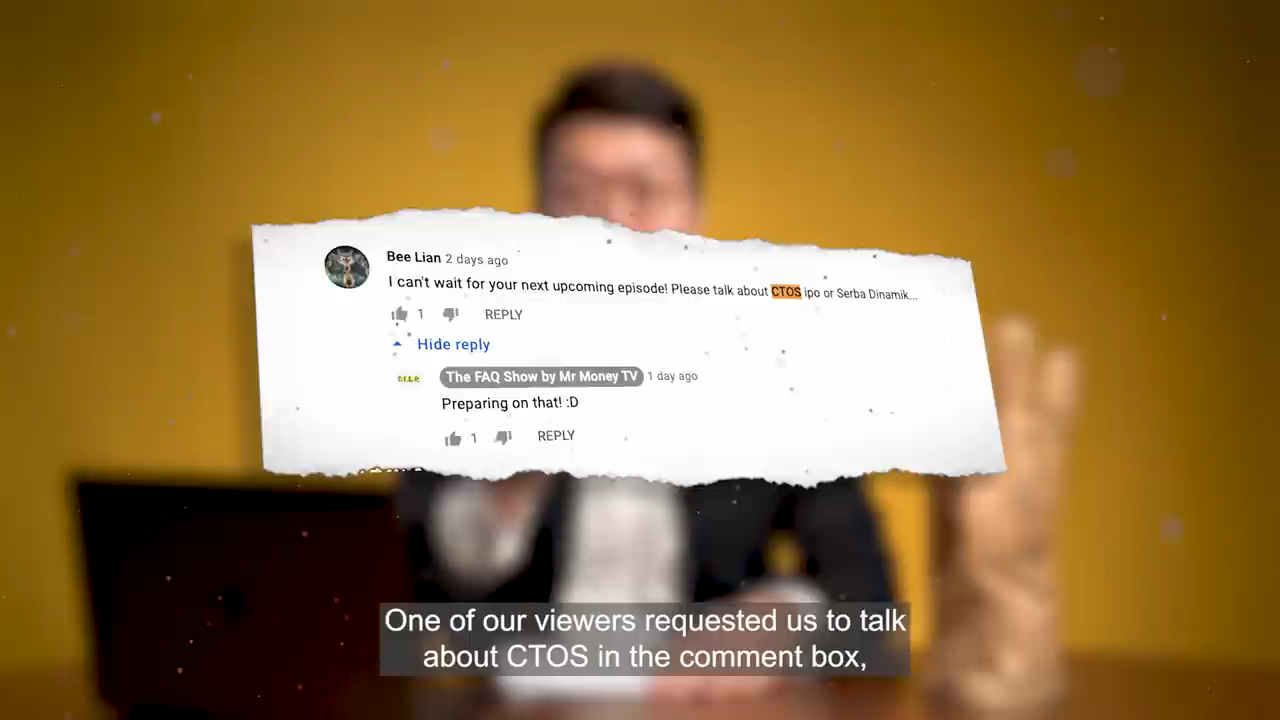 Bee Lian 2 days ago
I can't wait for your next upcoming episode! Please talk about CTOS ipo or Serba Dinamik...
1 REPLY
Hide reply
The FAQ Show by Mr Money TV 1 day ago
Preparing on that! :D
1 REPLY
One of our viewers requested us to talk
about CTOS in the comment box,